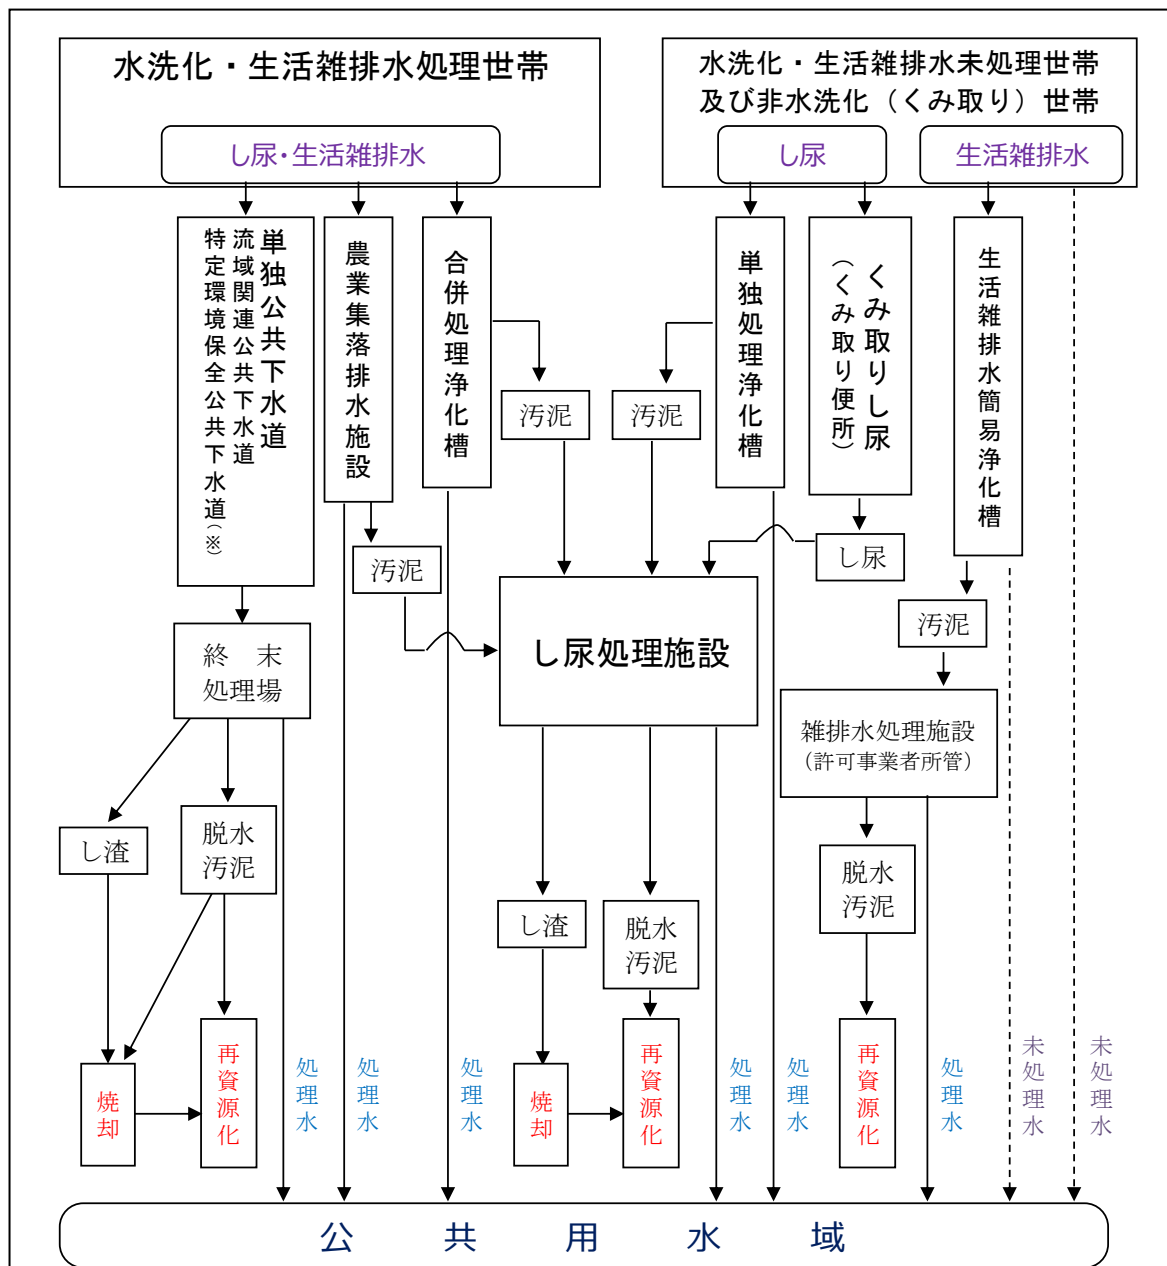 水洗化・生活雑排水処理世帯
し尿・生活雑排水
水洗化・生活雑排水未処理世帯
及び非水洗化（くみ取り）世帯
し尿
生活雑排水
単独公共下水道
流域関連公共下水道
特定環境保全公共下水道（※）
農業集落排水施設
合併処理浄化槽
汚泥
汚泥
単独処理浄化槽
くみ取りし尿
（くみ取り便所）
生活雑排水簡易浄化槽
汚泥
し尿
汚泥
終　末
処理場
し尿処理施設
雑排水処理施設
（許可事業者所管）
し渣
脱水
汚泥
し渣
脱水
汚泥
脱水
汚泥
焼却
再資源化
処理水
処理水
処理水
焼却
再資源化
処理水
処理水
再資源化
処理水
未処理水
未処理水
公　共　用　水　域